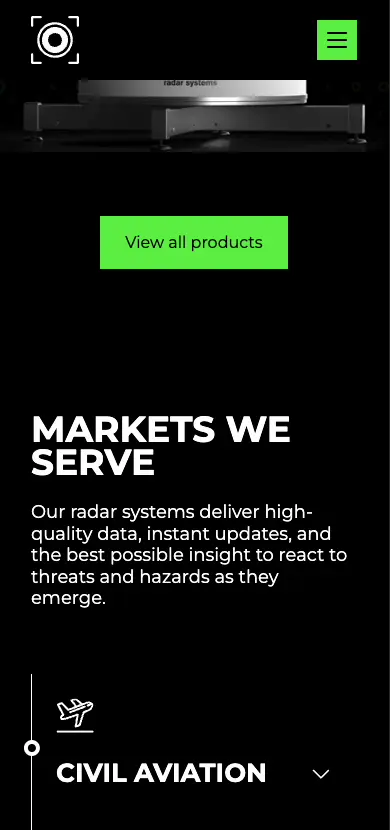 radar systems
View all products
MARKETS WE
SERVE
Our radar systems deliver high-
quality data, instant updates, and
the best possible insight to react to
threats and hazards as they
emerge.
CIVIL AVIATION